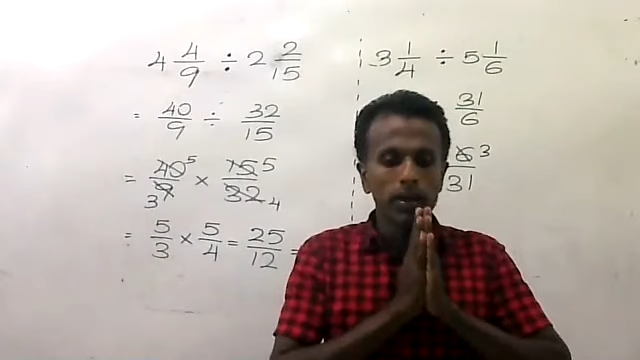 4 4/9 ÷ 2 2/15
= 40/9 ÷ 32/15
= 40/9 × 15/32 5 3 5 4
= 5/3 × 5/4 = 25/12 =
3 1/4 ÷ 5 1/6
31/6
6/31 3